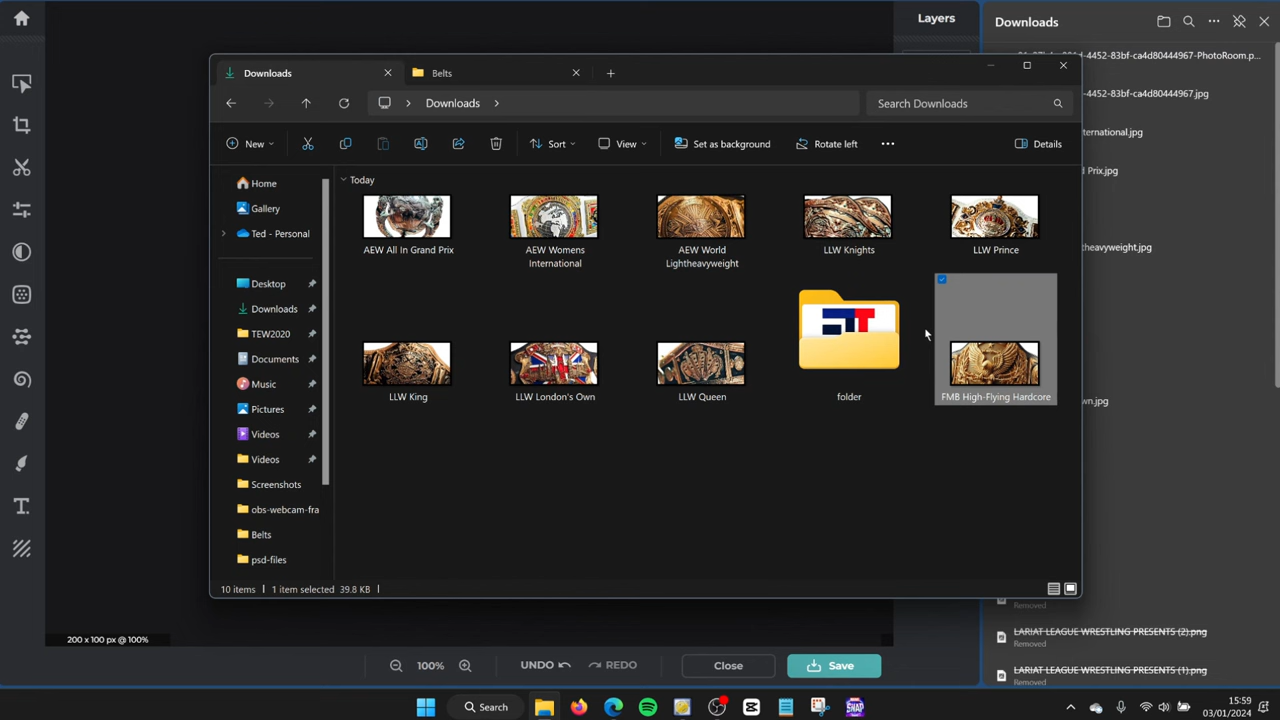 Layers
Downloads
4452-83bf-ca4d80444967-PhotoRoom.p...
-4452-83bf-ca4d80444967.jpg
ernational.jpg
l Prix.jpg
theavyweight.jpg
wn.jpg
Removed
LARIAT LEAGUE WRESTLING PRESENTS (2).png
Removed
LARIAT LEAGUE WRESTLING PRESENTS (1).png
Removed
Downloads
Belts
Downloads
Search Downloads
New
Sort
View
Set as background
Rotate left
Details
Home
Gallery
Ted - Personal
Desktop
Downloads
TEW2020
Documents
Music
Pictures
Videos
Videos
Screenshots
obs-webcam-fra
Belts
psd-files
Today
AEW All In Grand Prix
AEW Womens
International
AEW World
Lightheavyweight
LLW Knights
LLW Prince
LLW King
LLW London's Own
LLW Queen
folder
FMB High-Flying Hardcore
10 items
1 item selected 39.8 KB
200 x 100 px @ 100%
100%
UNDO
REDO
Close
Save
Search
15:59
03/01/2024